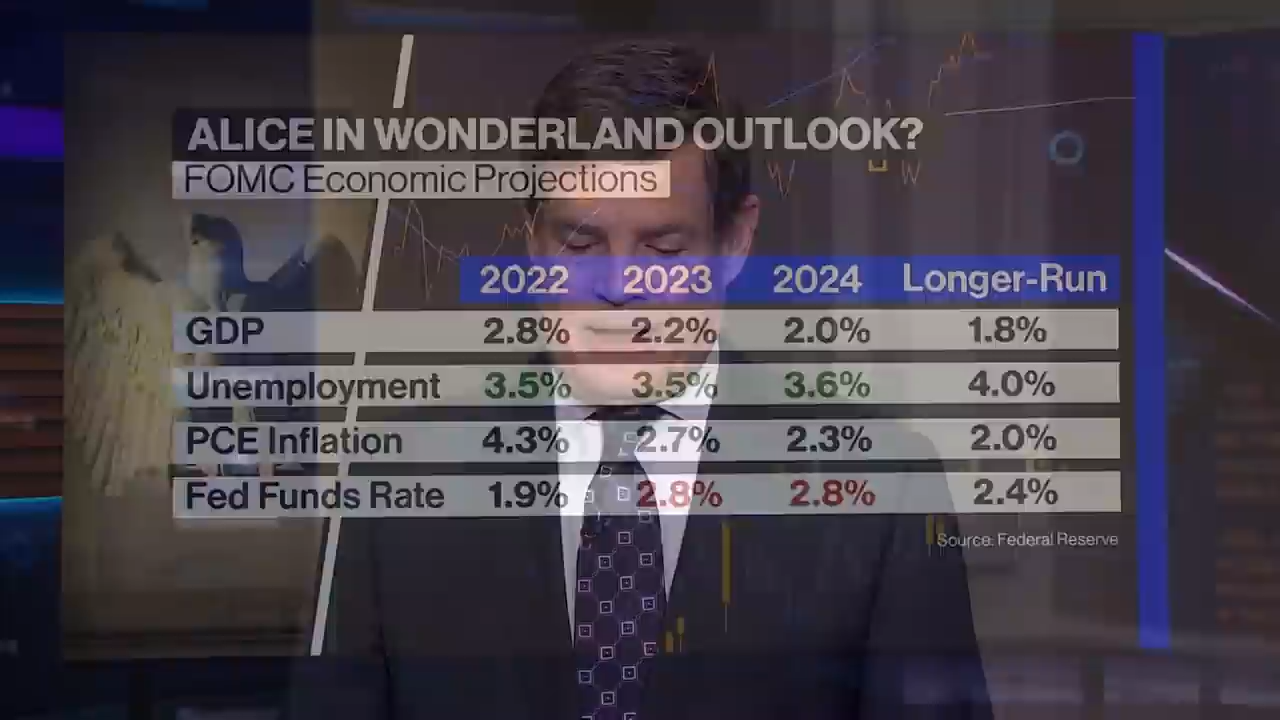 ALICE IN WONDERLAND OUTLOOK?
FOMC Economic Projections
2022 2023 2024 Longer-Run
GDP 2.8% 2.2% 2.0% 1.8%
Unemployment 3.5% 3.5% 3.6% 4.0%
PCE Inflation 4.3% 2.7% 2.3% 2.0%
Fed Funds Rate 1.9% 2.8% 2.8% 2.4%
Source: Federal Reserve